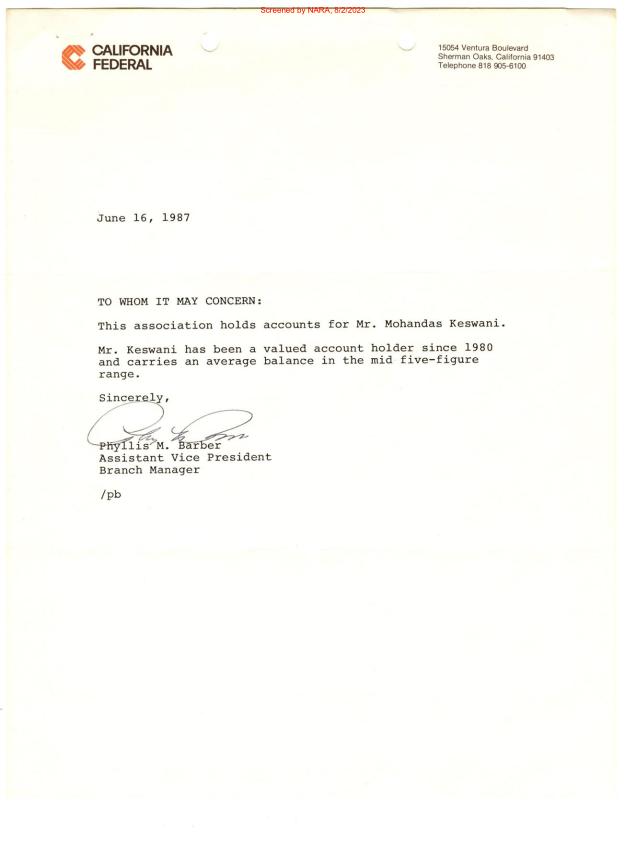 Screened by NARA, 8/2/2023
CALIFORNIA
FEDERAL
15054 Ventura Boulevard
Sherman Oaks, California 91403
Telephone 818 905-6100
June 16, 1987
TO WHOM IT MAY CONCERN:
This association holds accounts for Mr. Mohandas Keswani.
Mr. Keswani has been a valued account holder since 1980
and carries an average balance in the mid five-figure
range.
Sincerely,
Phyllis M. Barber
Assistant Vice President
Branch Manager
/pb